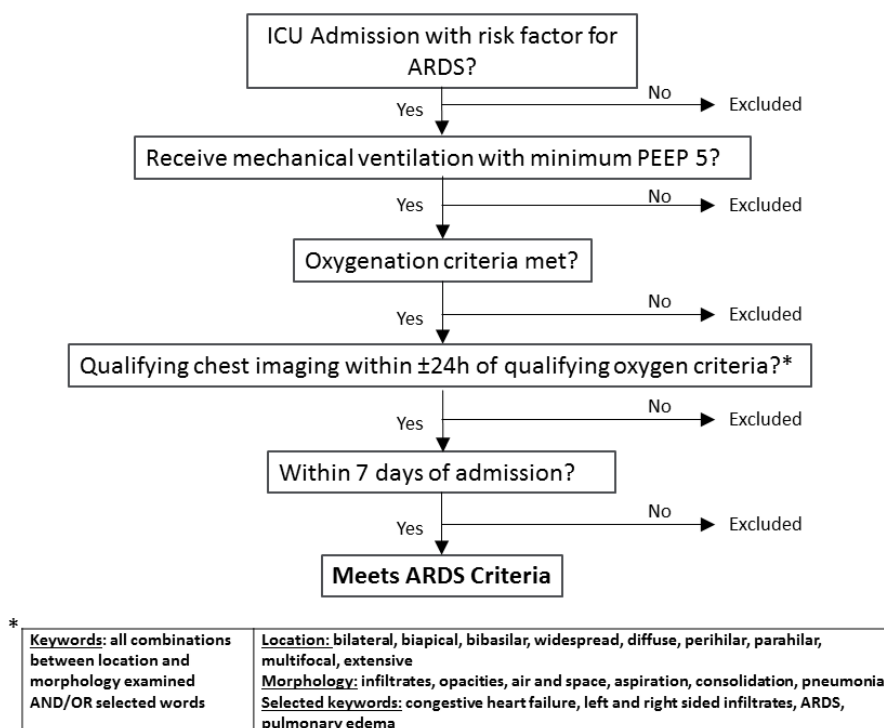 ICU Admission with risk factor for
ARDS?
No
Excluded
Yes
Receive mechanical ventilation with minimum PEEP 5?
No
Excluded
Yes
Oxygenation criteria met?
No
Excluded
Yes
Qualifying chest imaging within ±24h of qualifying oxygen criteria?*
No
Excluded
Yes
Within 7 days of admission?
No
Excluded
Yes
Meets ARDS Criteria
*
Keywords: all combinations
between location and
morphology examined
AND/OR selected words
Location: bilateral, biapical, bibasilar, widespread, diffuse, perihilar, parahilar,
multifocal, extensive
Morphology: infiltrates, opacities, air and space, aspiration, consolidation, pneumonia
Selected keywords: congestive heart failure, left and right sided infiltrates, ARDS,
pulmonary edema